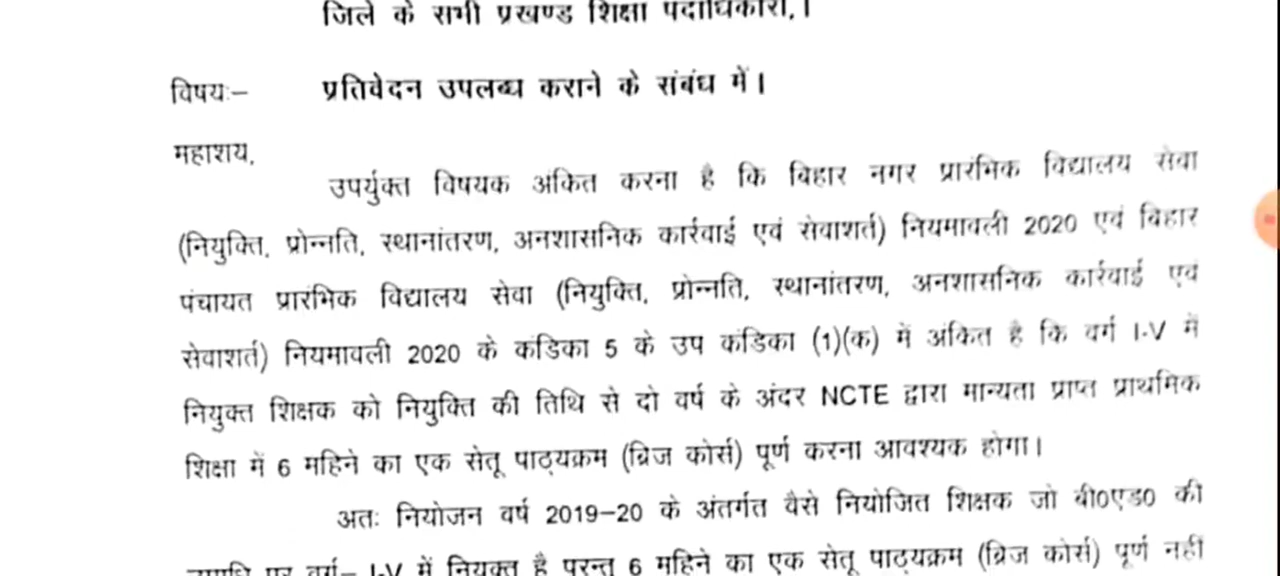 जिले के सभी प्रखण्ड शिक्षा पदाधिकारी,।
विषयः– प्रतिवेदन उपलब्ध कराने के संबंध में।
महाशय,
उपर्युक्त विषयक अंकित करना है कि बिहार नगर प्रारंभिक विद्यालय सेवा
(नियुक्ति, प्रोन्नति, स्थानांतरण, अनशासनिक कार्रवाई एवं सेवाशर्त) नियमावली 2020 एवं बिहार
पंचायत प्रारंभिक विद्यालय सेवा (नियुक्ति, प्रोन्नति, स्थानांतरण, अनशासनिक कार्रवाई एवं
सेवाशर्त) नियमावली 2020 के कंडिका 5 के उप कंडिका (1)(क) में अंकित है कि वर्ग I-V में
नियुक्त शिक्षक को नियुक्ति की तिथि से दो वर्ष के अंदर NCTE द्वारा मान्यता प्राप्त प्राथमिक
शिक्षा में 6 महिने का एक सेतू पाठ्यक्रम (ब्रिज कोर्स) पूर्ण करना आवश्यक होगा।
अतः नियोजन वर्ष 2019–20 के अंतर्गत वैसे नियोजित शिक्षक जो बी०एड० की
पर वर्ग– I-V में नियुक्त है परन्तु 6 महिने का एक सेतू पाठ्यक्रम (ब्रिज कोर्स) पूर्ण नहीं